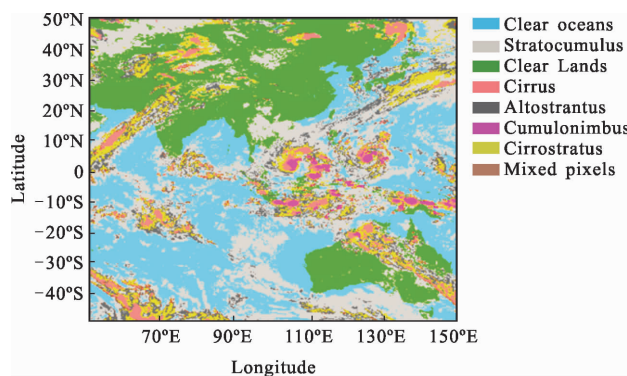 50°N
40°N
30°N
20°N
10°N
0
−10°S
−20°S
−30°S
−40°S
Latitude
70°E 90°E 110°E 130°E 150°E
Longitude
Clear oceans
Stratocumulus
Clear Lands
Cirrus
Altostrantus
Cumulonimbus
Cirrostratus
Mixed pixels